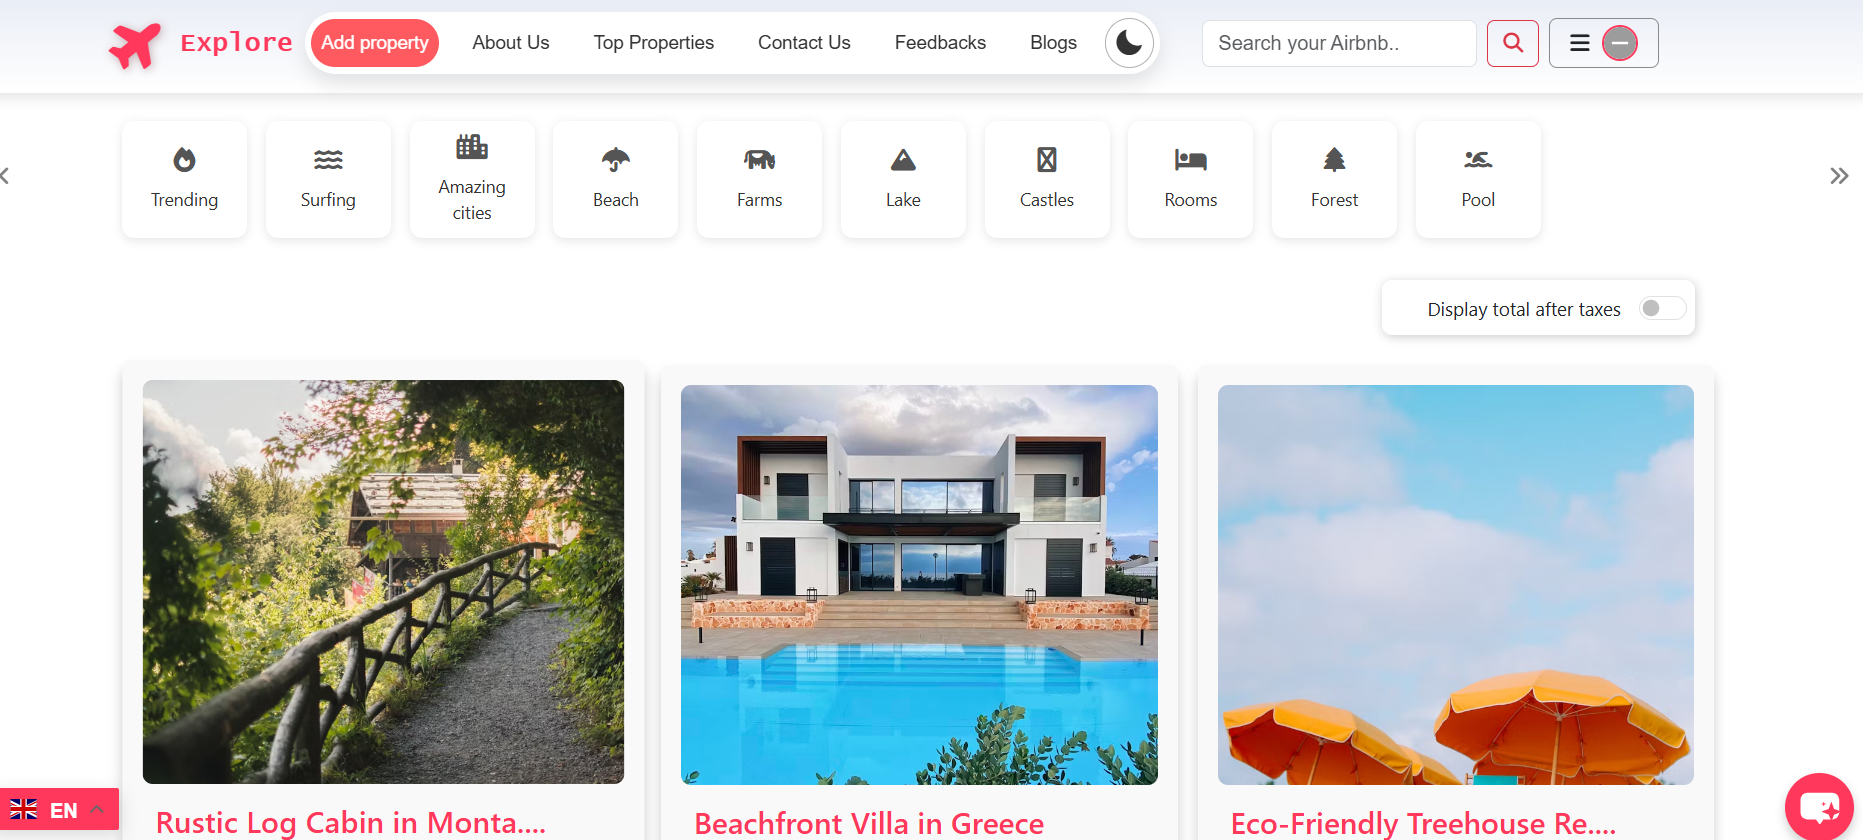 Explore
Add property
About Us
Top Properties
Contact Us
Feedbacks
Blogs
Search your Airbnb..
Trending
Surfing
Amazing
cities
Beach
Farms
Lake
Castles
Rooms
Forest
Pool
Display total after taxes
Rustic Log Cabin in Monta....
Beachfront Villa in Greece
Eco-Friendly Treehouse Re....
EN